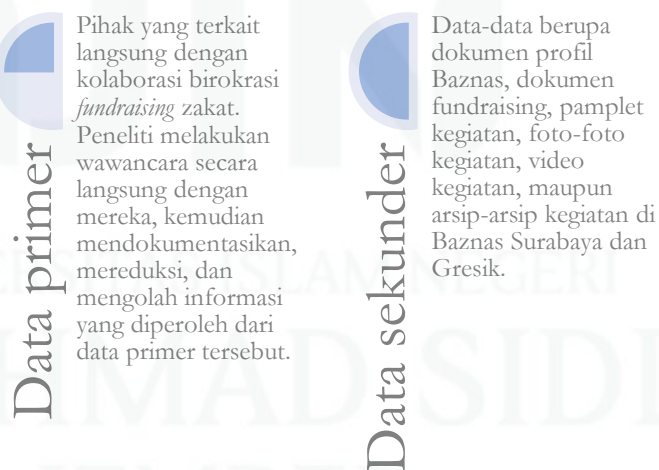 Data primer
Pihak yang terkait
langsung dengan
kolaborasi birokrasi
fundraising zakat.
Peneliti melakukan
wawancara secara
langsung dengan
mereka, kemudian
mendokumentasikan,
mereduksi, dan
mengolah informasi
yang diperoleh dari
data primer tersebut.
Data sekunder
Data-data berupa
dokumen profil
Baznas, dokumen
fundraising, pamplet
kegiatan, foto-foto
kegiatan, video
kegiatan, maupun
arsip-arsip kegiatan di
Baznas Surabaya dan
Gresik.